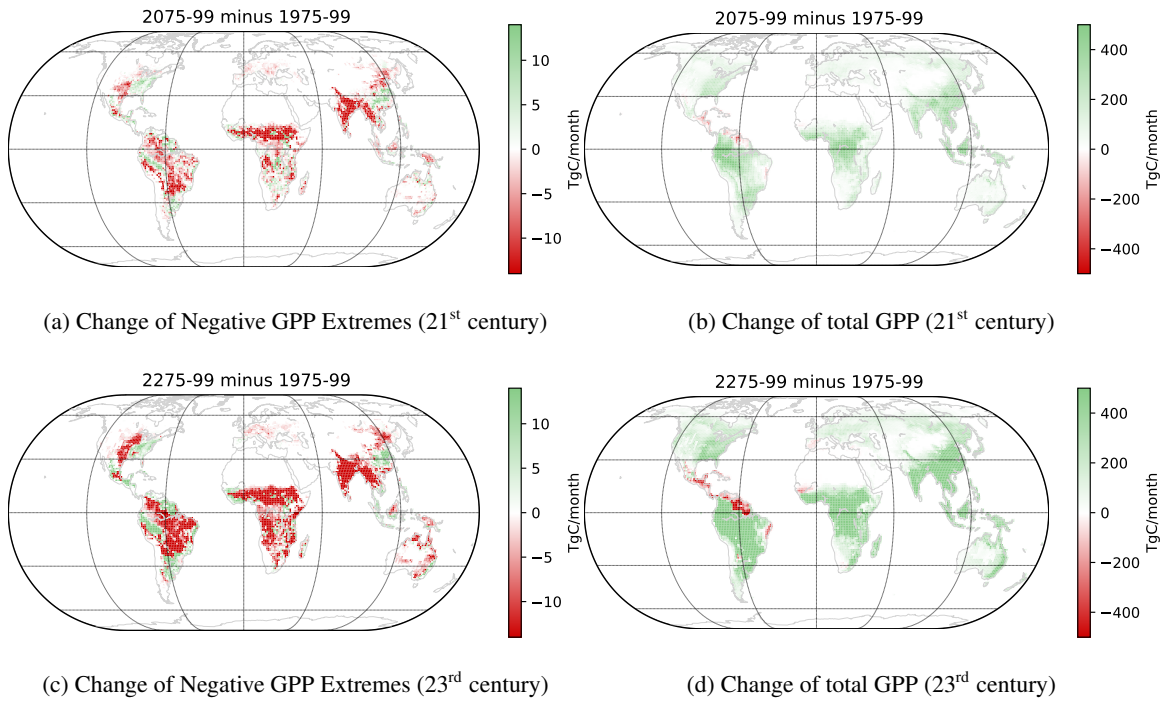 2075-99 minus 1975-99
10
5
0
−5
−10
TgC/month
(a) Change of Negative GPP Extremes (21st century)
2075-99 minus 1975-99
400
200
0
−200
−400
TgC/month
(b) Change of total GPP (21st century)
2275-99 minus 1975-99
10
5
0
−5
−10
TgC/month
(c) Change of Negative GPP Extremes (23rd century)
2275-99 minus 1975-99
400
200
0
−200
−400
TgC/month
(d) Change of total GPP (23rd century)